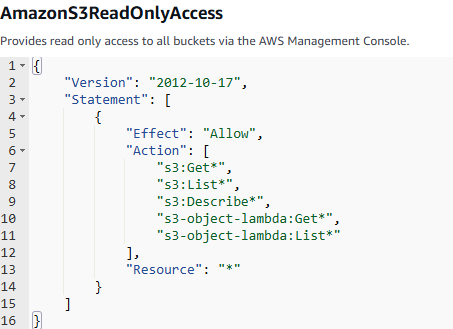 AmazonS3ReadOnlyAccess
Provides read only access to all buckets via the AWS Management Console.
1 {
2 "Version": "2012-10-17",
3 "Statement": [
4 {
5 "Effect": "Allow",
6 "Action": [
7 "s3:Get*",
8 "s3:List*",
9 "s3:Describe*",
10 "s3-object-lambda:Get*",
11 "s3-object-lambda:List*"
12 ],
13 "Resource": "*"
14 }
15 ]
16 }